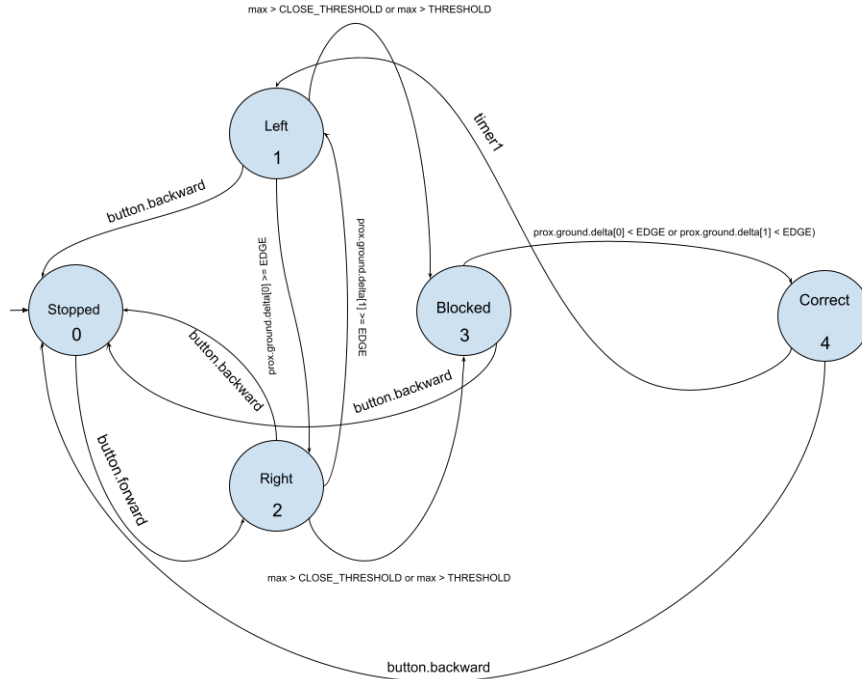 max > CLOSE_THRESHOLD or max > THRESHOLD
Left
1
timer1
button.backward
prox.ground.delta[0] >= EDGE
prox.ground.delta[1] >= EDGE
prox.ground.delta[0] < EDGE or prox.ground.delta[1] < EDGE)
Stopped
0
Blocked
3
Correct
4
button.backward
button.backward
button.forward
Right
2
max > CLOSE_THRESHOLD or max > THRESHOLD
button.backward